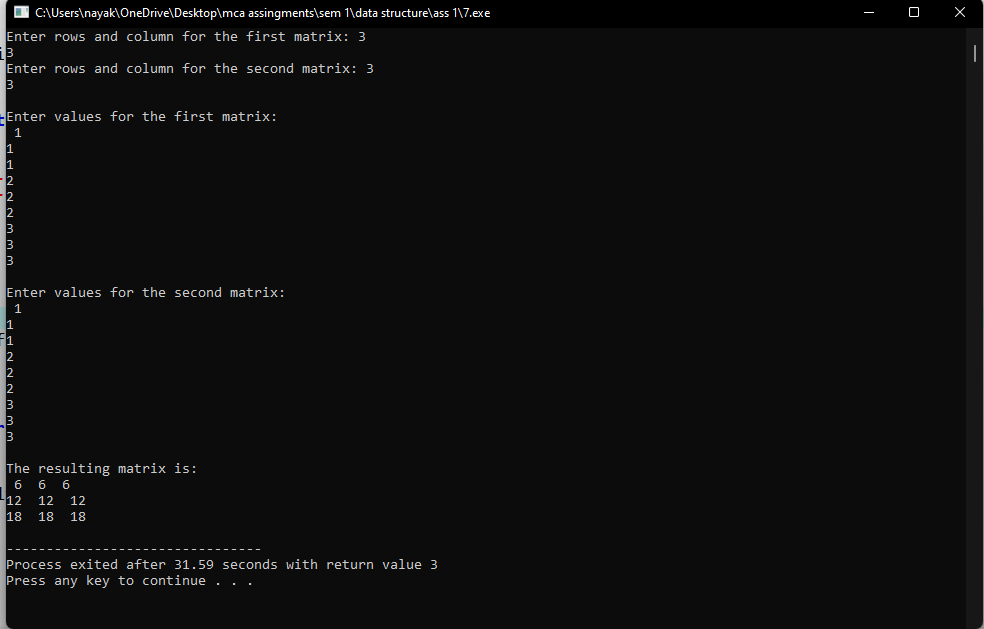 C:\Users\nayak\OneDrive\Desktop\mca assingments\sem 1\data structure\ass 1\7.exe
Enter rows and column for the first matrix: 3
3
Enter rows and column for the second matrix: 3
3
Enter values for the first matrix:
1
1
1
2
2
2
3
3
3
Enter values for the second matrix:
1
1
1
2
2
2
3
3
3
The resulting matrix is:
6  6  6
12  12  12
18  18  18
--------------------------------
Process exited after 31.59 seconds with return value 3
Press any key to continue . . .